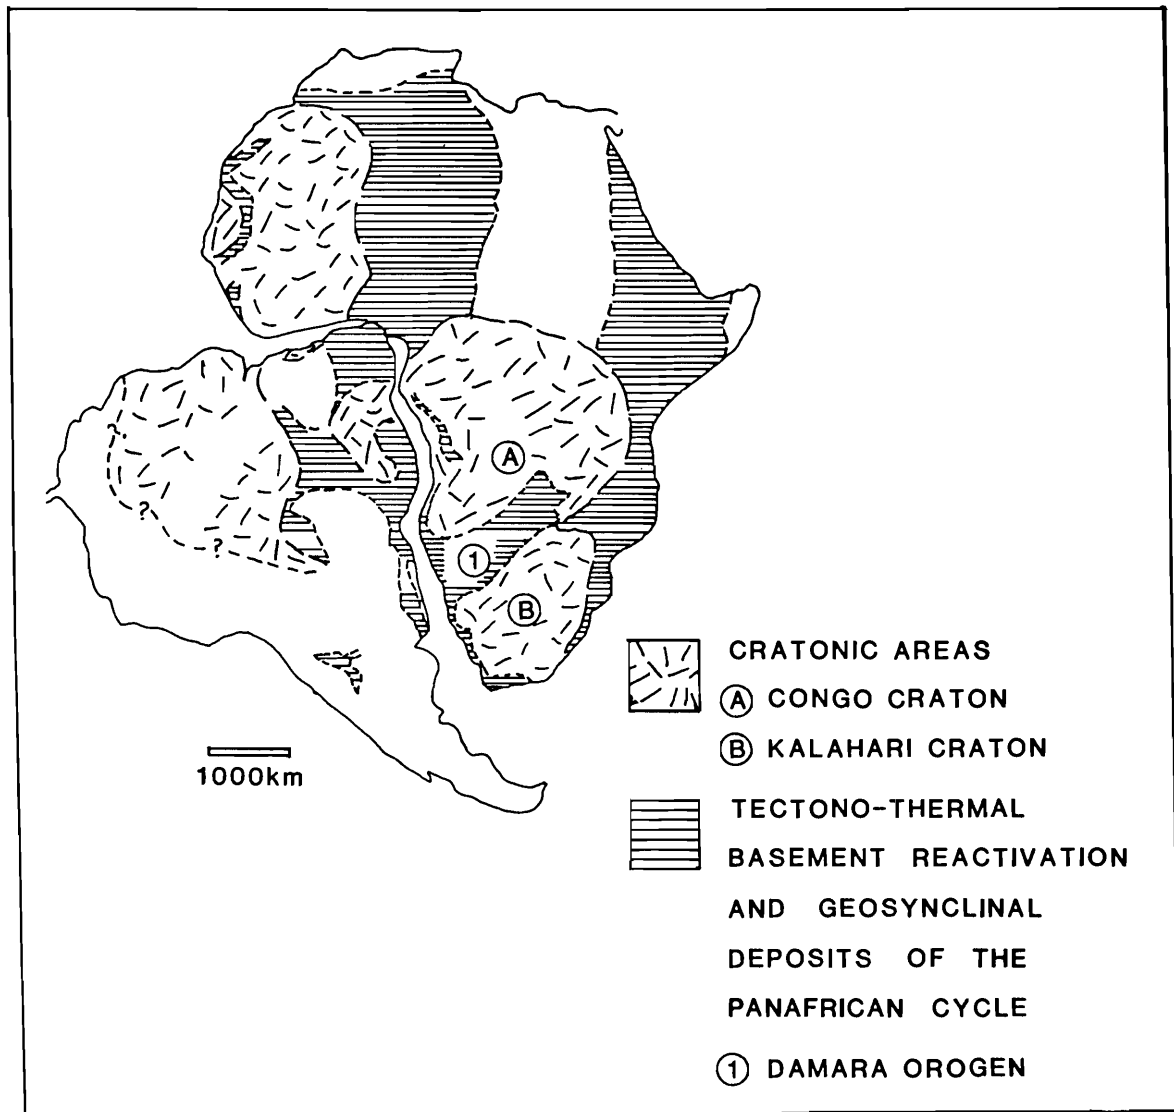 A
1
B
?
?
?
1000km
CRATONIC AREAS
A CONGO CRATON
B KALAHARI CRATON
TECTONO-THERMAL
BASEMENT REACTIVATION
AND GEOSYNCLINAL
DEPOSITS OF THE
PANAFRICAN CYCLE
1 DAMARA OROGEN